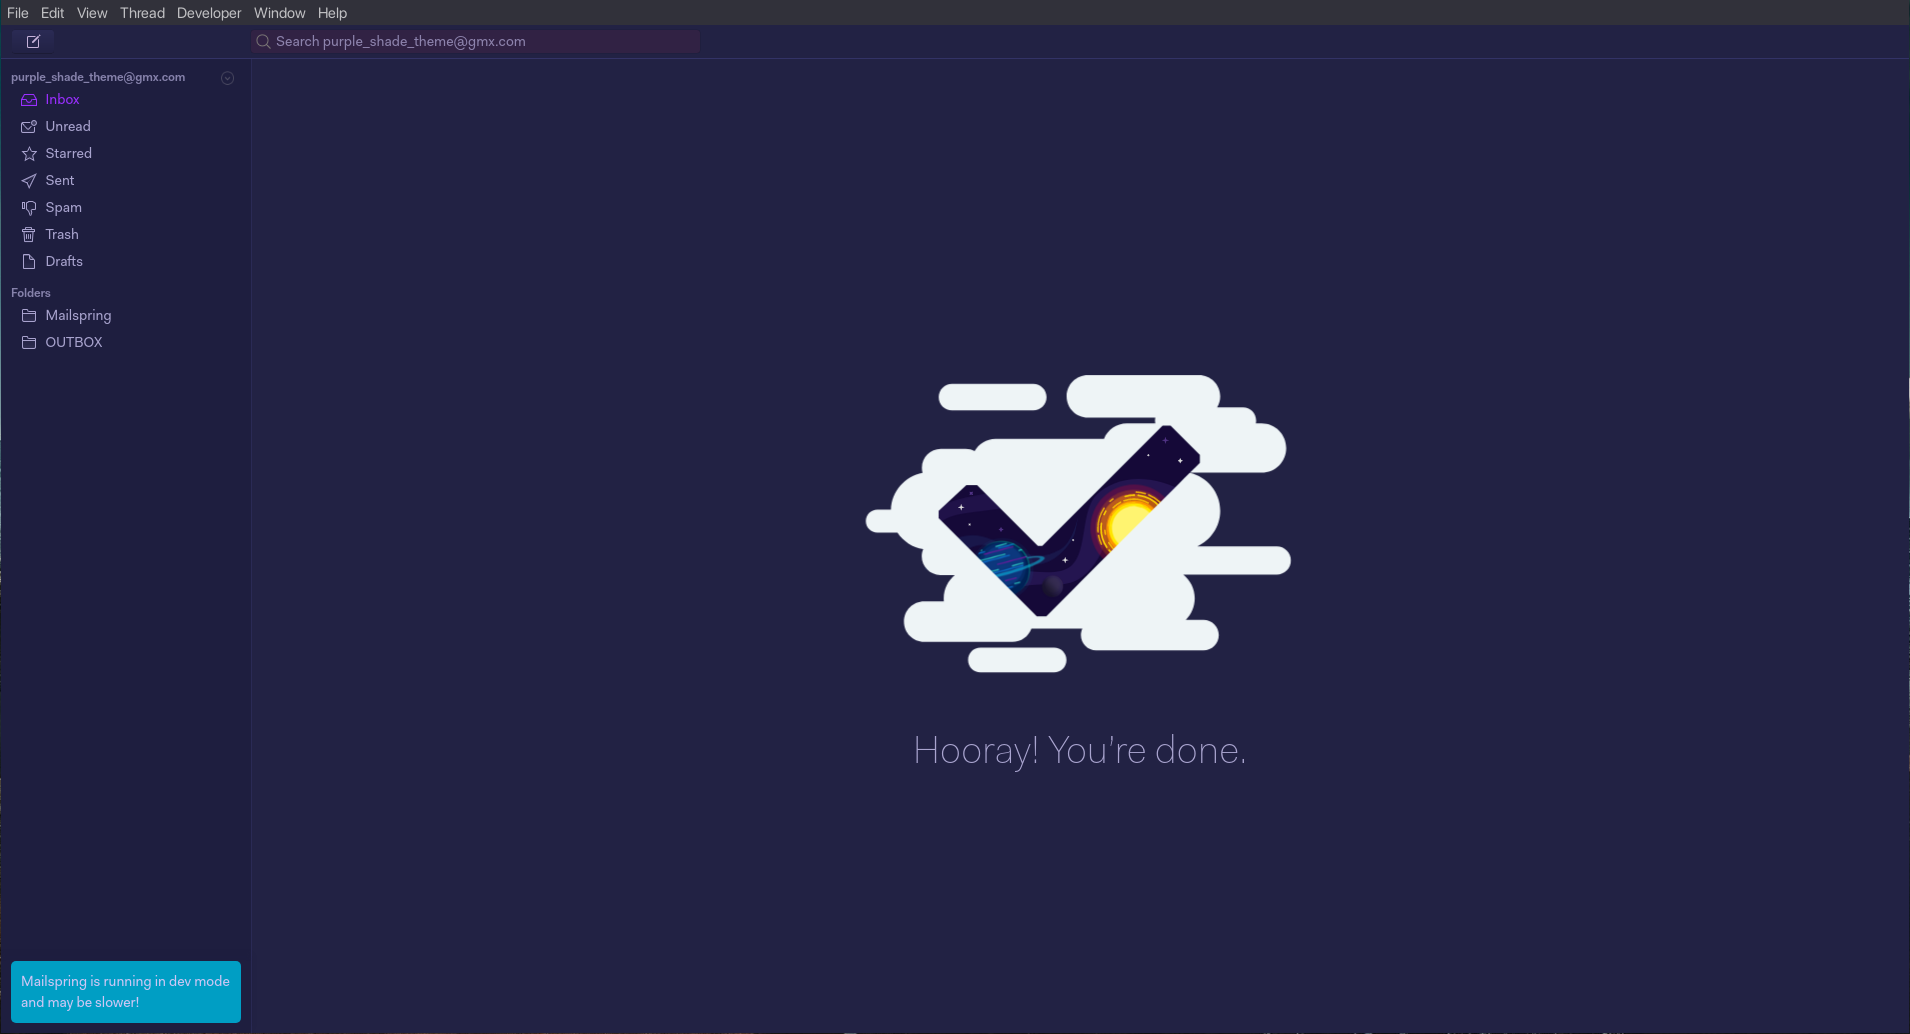 File Edit View Thread Developer Window Help
Search purple_shade_theme@gmx.com
purple_shade_theme@gmx.com
Inbox
Unread
Starred
Sent
Spam
Trash
Drafts
Folders
Mailspring
OUTBOX
Hooray! You're done.
Mailspring is running in dev mode
and may be slower!